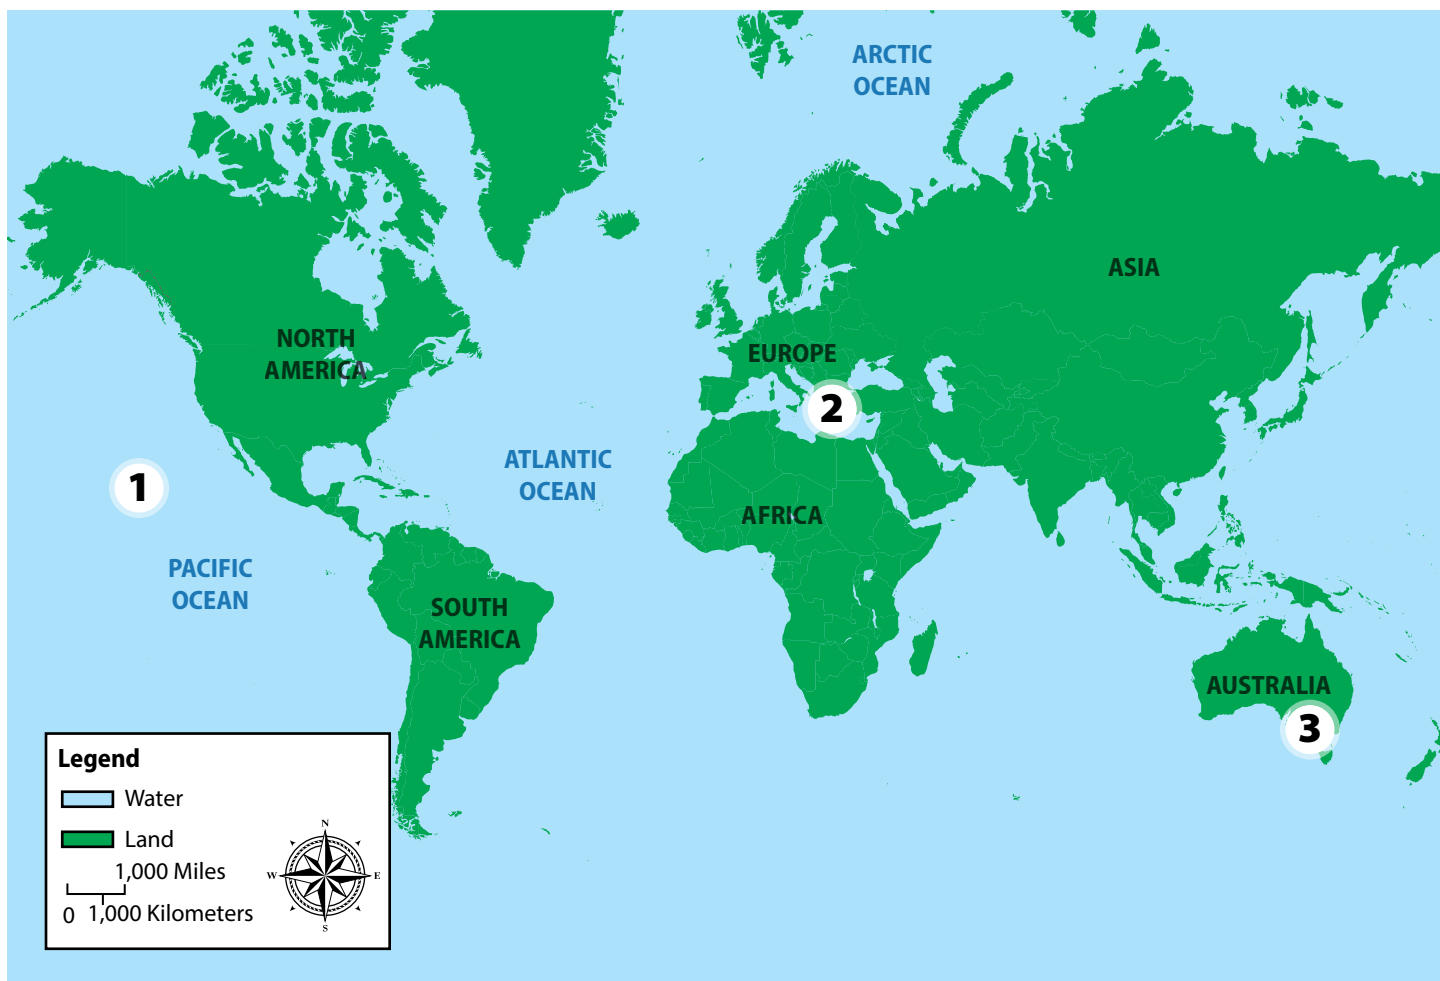 ARCTIC
OCEAN
ASIA
NORTH
AMERICA
EUROPE
2
ATLANTIC
OCEAN
1
AFRICA
PACIFIC
OCEAN
SOUTH
AMERICA
AUSTRALIA
3
Legend
Water
Land
1,000 Miles
0 1,000 Kilometers
N
W E
S